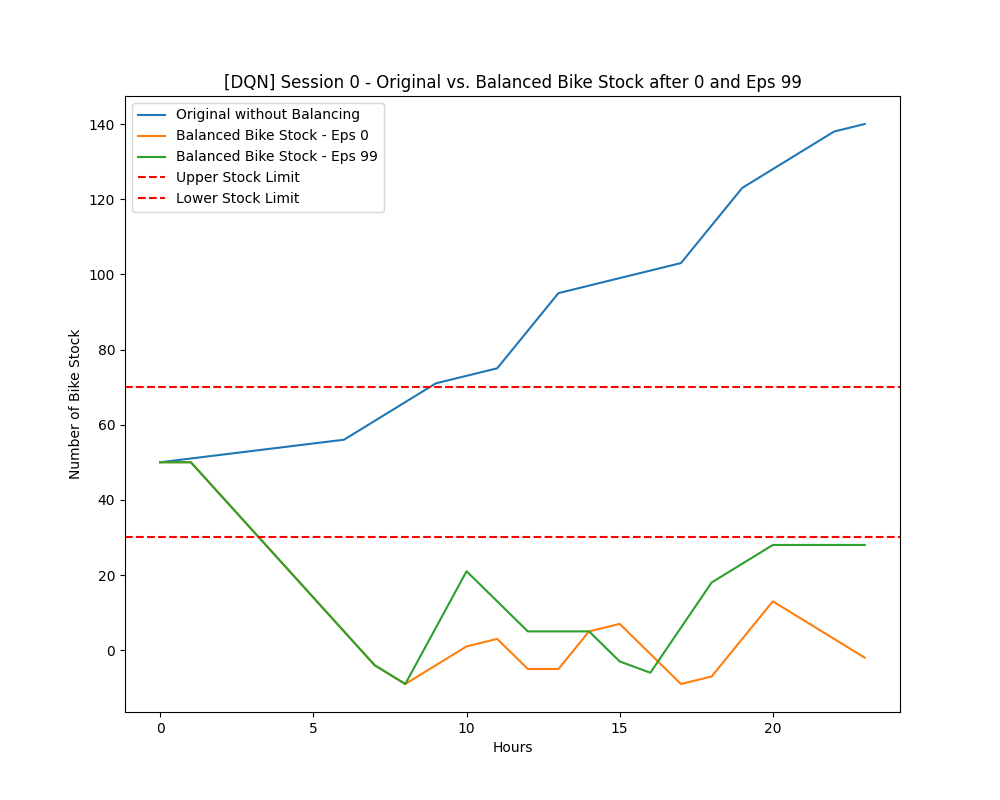 [DQN] Session 0 - Original vs. Balanced Bike Stock after 0 and Eps 99
Original without Balancing
Balanced Bike Stock - Eps 0
Balanced Bike Stock - Eps 99
Upper Stock Limit
Lower Stock Limit
140
120
100
80
60
40
20
0
Number of Bike Stock
0 5 10 15 20
Hours